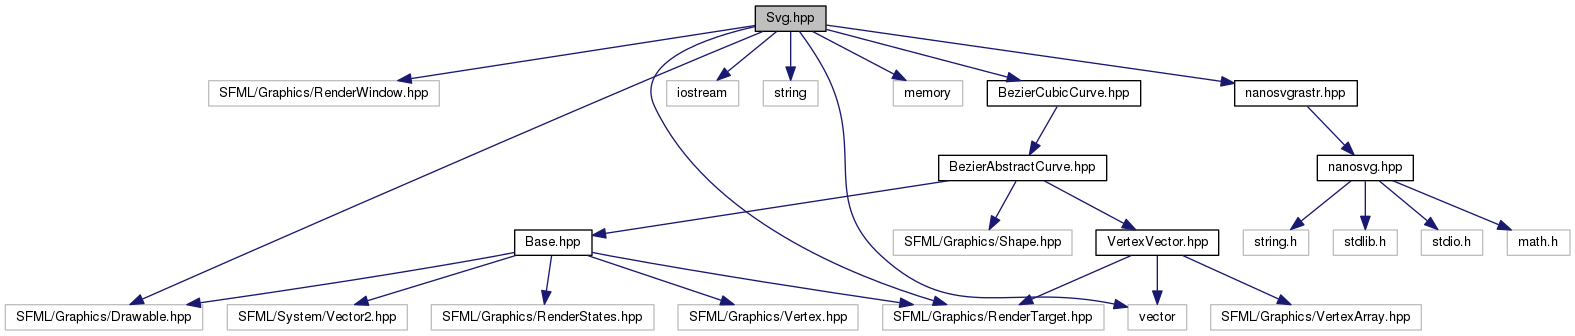 Svg.hpp
SFML/Graphics/RenderWindow.hpp
iostream
string
memory
BezierCubicCurve.hpp
nanosvgrastr.hpp
BezierAbstractCurve.hpp
nanosvg.hpp
Base.hpp
SFML/Graphics/Shape.hpp
VertexVector.hpp
string.h
stdlib.h
stdio.h
math.h
SFML/Graphics/Drawable.hpp
SFML/System/Vector2.hpp
SFML/Graphics/RenderStates.hpp
SFML/Graphics/Vertex.hpp
SFML/Graphics/RenderTarget.hpp
vector
SFML/Graphics/VertexArray.hpp